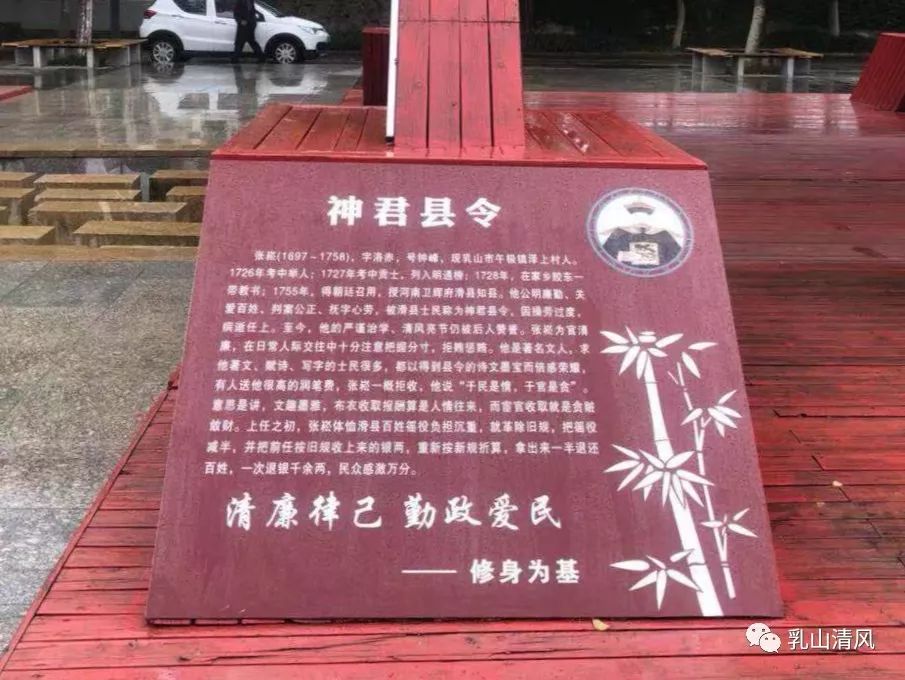 神君县令
张崧(1697-1758)，字洛赤，号钟峰，现乳山市午极镇泽上村人。
1726年考中举人；1727年考中贡士，列入明通榜；1728年，在家乡胶东一
带教书；1755年，得朝廷召用，授河南卫辉府滑县知县。他公明廉勤、关
爱百姓、判案公正、抚字心劳，被滑县士民称为神君县令，因操劳过度，
病逝任上。至今，他的严谨治学、清风亮节仍被后人赞誉。张崧为官清
廉，在日常人际交往中十分注意把握分寸，拒贿惩赂。他是著名文人，求
他著文、赋诗、写字的士民很多，都以得到县令的诗文墨宝而倍感荣耀，
有人送他很高的润笔费，张崧一概拒收，他说“于民是情，于官是贪”。
意思是讲，文趣墨雅，布衣收取报酬算是人情往来，而官宦收取就是贪赃
敛财。上任之初，张崧体恤滑县百姓徭役负担沉重，就革除旧规，把徭役
减半，并把前任按旧规收上来的银两，重新按新规折算，拿出来一半退还
百姓，一次退银千余两，民众感激万分。
清廉律己 勤政爱民
——修身为基
乳山清风